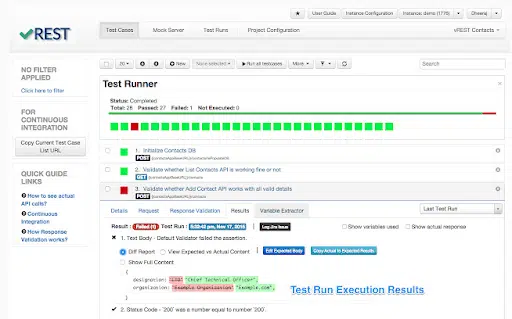 User Guide Instance Configuration Instance: demo (1776) Dheeraj
vREST
Test Cases Mock Server Test Runs Project Configuration vREST Contacts
20 New More selected Run all testcases More Search
NO FILTER APPLIED
Click here to filter
FOR CONTINUOUS INTEGRATION
Copy Current Test Case List URL
QUICK GUIDE LINKS
How to see actual API calls?
Continuous Integration
How Response Validation works?
Test Runner
Status: Completed
Total: 28 Passed: 27 Failed: 1 Not Executed: 0
1. Initialize Contacts DB
POST
2. Validate whether List Contacts API is working fine or not
GET
3. Validate whether Add Contact API works with all valid details
POST
Details Request Response Validation Results Variable Extractor Last Test Run
Result : Failed (1) Test Run : 5:33:42 pm, Nov 17, 2016 Log Jira Issue Show variables used Show actual response
1. Text Body - Default Validator failed the assertion.
Diff Report View Expected vs Actual Content Edit Expected Body Copy Actual to Expected Results
Show Full Content
{
designation: "Chief Technical Officer",
organization: "Example Organization" "Example.com",
}
Test Run Execution Results
2. Status Code - '200' was a number equal to number '200'.